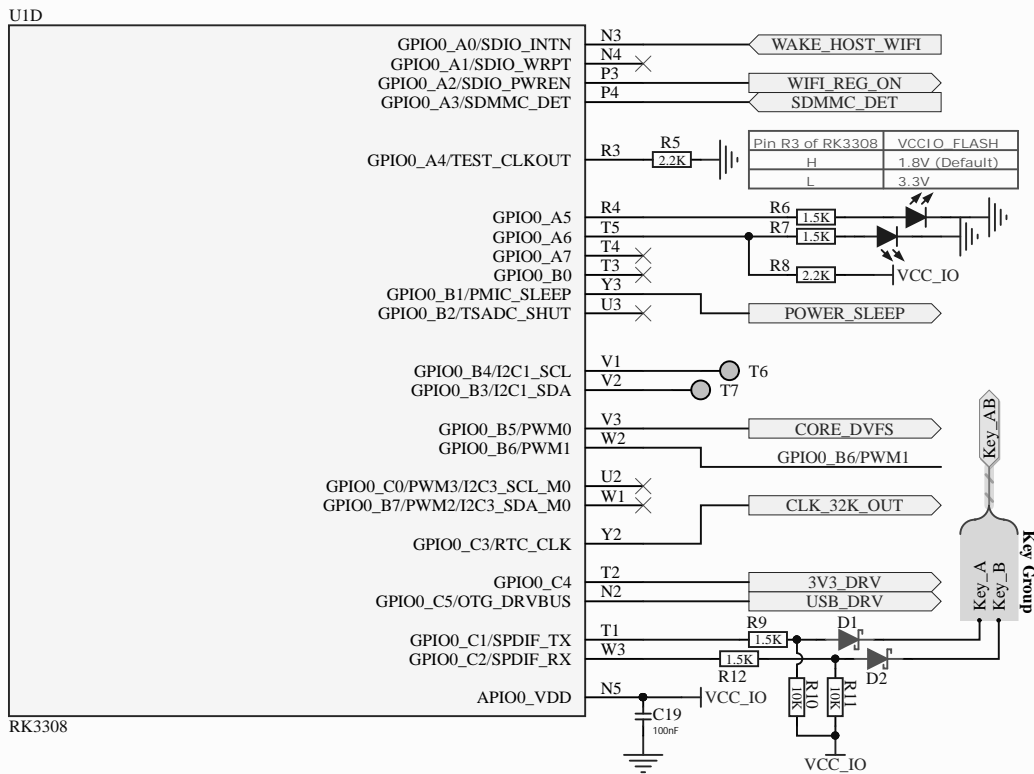 U1D
GPIO0_A0/SDIO_INTN N3 WAKE_HOST_WIFI
GPIO0_A1/SDIO_WRPT N4
GPIO0_A2/SDIO_PWREN P3 WIFI_REG_ON
GPIO0_A3/SDMMC_DET P4 SDMMC_DET
R5
Pin R3 of RK3308 VCCIO_FLASH
GPIO0_A4/TEST_CLKOUT R3 2.2K
H 1.8V (Default)
L 3.3V
GPIO0_A5 R4 R6 1.5K
GPIO0_A6 T5 R7 1.5K
GPIO0_A7 T4
GPIO0_B0 T3 R8 2.2K VCC_IO
GPIO0_B1/PMIC_SLEEP Y3
GPIO0_B2/TSADC_SHUT U3 POWER_SLEEP
GPIO0_B4/I2C1_SCL V1 T6
GPIO0_B3/I2C1_SDA V2 T7
GPIO0_B5/PWM0 V3 CORE_DVFS
GPIO0_B6/PWM1 W2 GPIO0_B6/PWM1
Key_AB
GPIO0_C0/PWM3/I2C3_SCL_M0 U2
GPIO0_B7/PWM2/I2C3_SDA_M0 W1 CLK_32K_OUT
GPIO0_C3/RTC_CLK Y2
Key_A
Key_B
Key Group
GPIO0_C4 T2 3V3_DRV
GPIO0_C5/OTG_DRVBUS N2 USB_DRV
GPIO0_C1/SPDIF_TX T1 R9 1.5K D1
GPIO0_C2/SPDIF_RX W3 1.5K R12 D2
APIO0_VDD N5 VCC_IO
10K R10
10K R11
C19
100nF
VCC_IO
RK3308